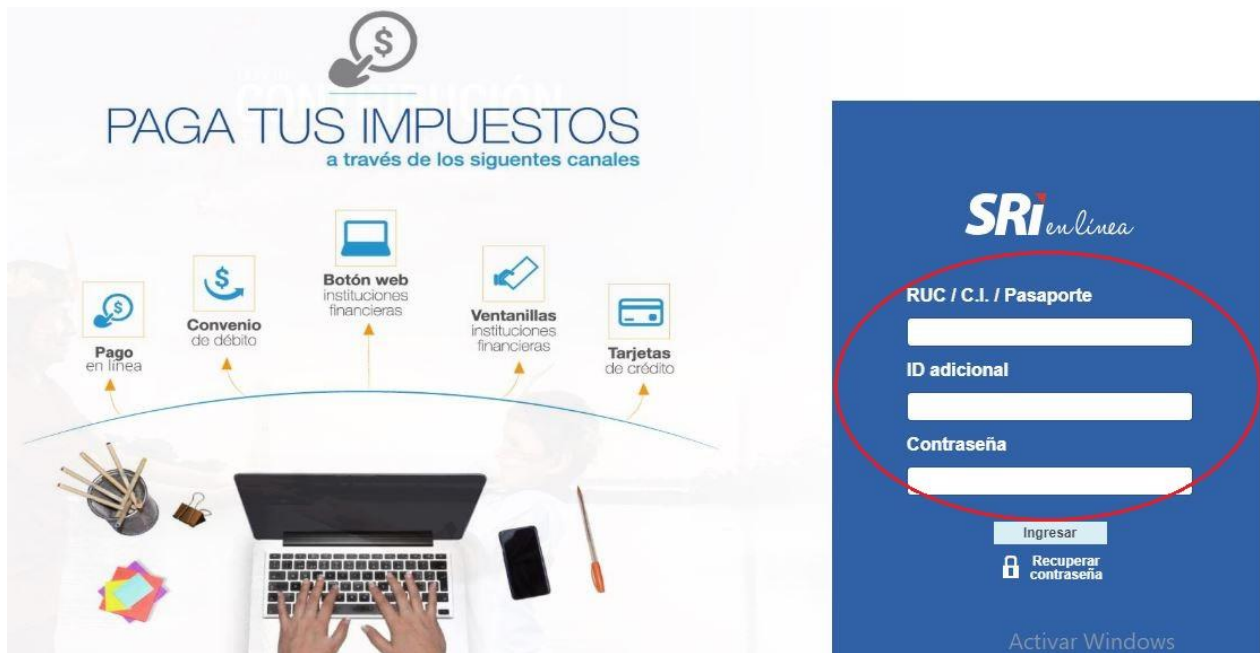 PAGA TUS IMPUESTOS
a través de los siguentes canales
Pago
en línea
Convenio
de débito
Botón web
instituciones
financieras
Ventanillas
instituciones
financieras
Tarjetas
de crédito
SRi en línea
RUC / C.I. / Pasaporte
ID adicional
Contraseña
Ingresar
Recuperar
contraseña
Activar Windows